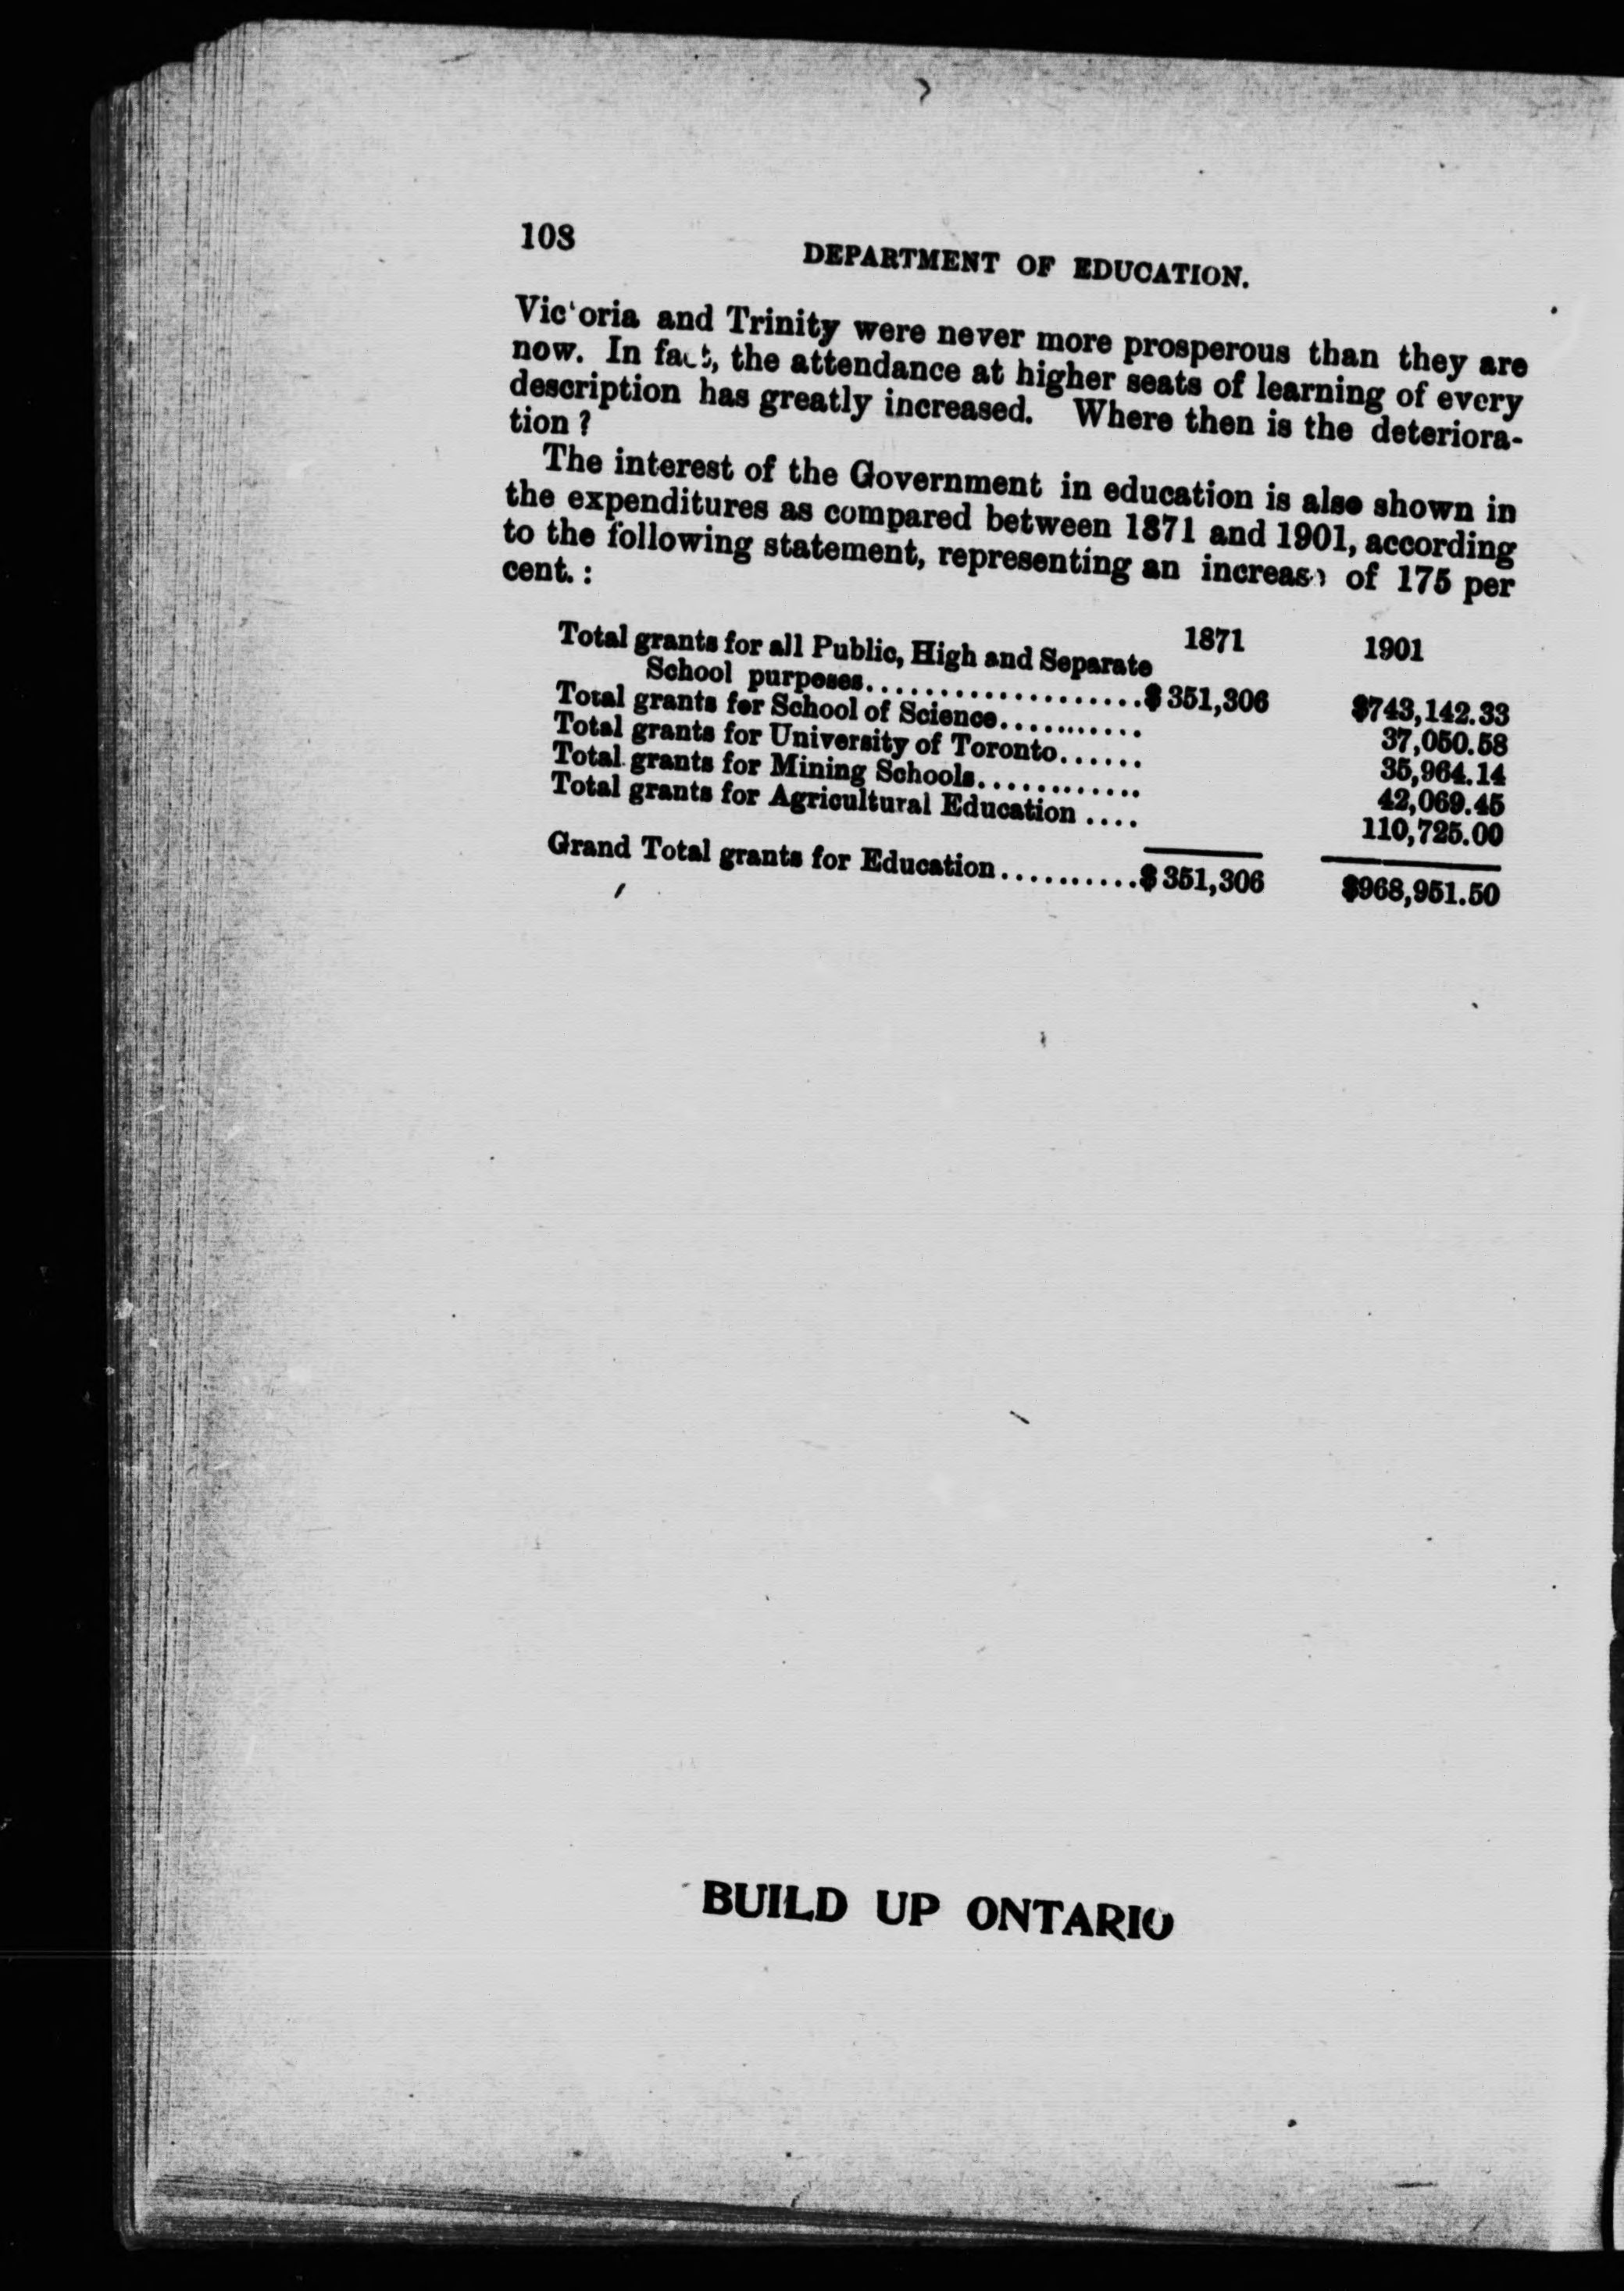 108
DEPARTMENT OF EDUCATION.
Victoria and Trinity were never more prosperous than they are
now. In fact, the attendance at higher seats of learning of every
description has greatly increased. Where then is the deteriora-
tion ?
The interest of the Government in education is also shown in
the expenditures as compared between 1871 and 1901, according
to the following statement, representing an increase of 175 per
cent. :
1871 1901
Total grants for all Public, High and Separate
School purposes....................$351,306 $743,142.33
Total grants for School of Science........... 37,050.58
Total grants for University of Toronto...... 35,964.14
Total grants for Mining Schools............ 42,069.45
Total grants for Agricultural Education .... 110,725.00
Grand Total grants for Education..........$351,306 $968,951.50
BUILD UP ONTARIO